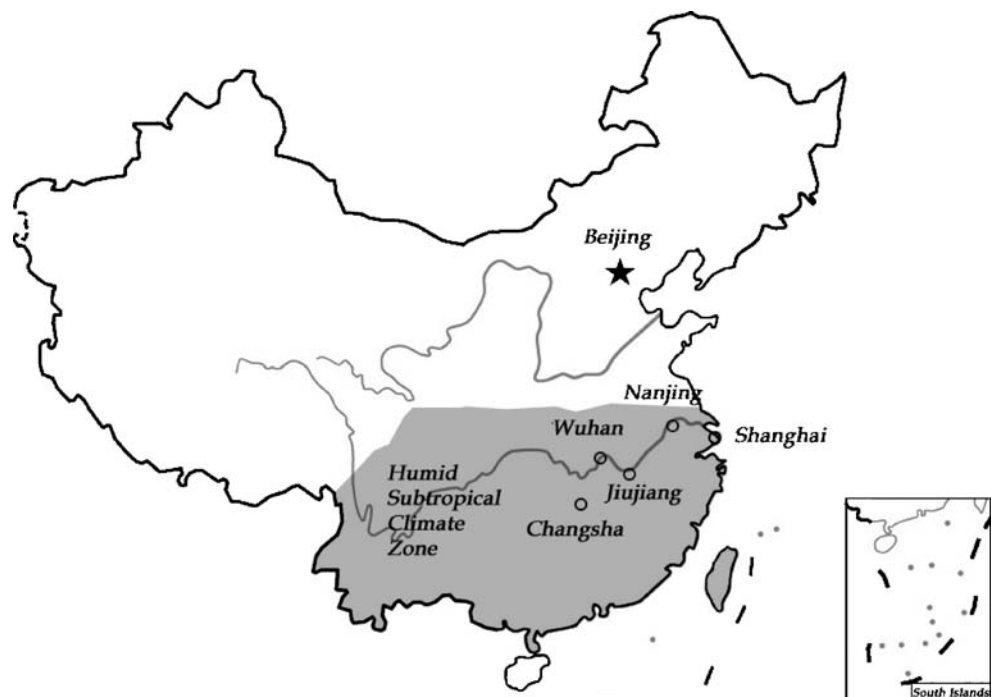 Beijing
Nanjing
Wuhan
Shanghai
Humid
Subtropical
Climate
Zone
Jiujiang
Changsha
South Islands